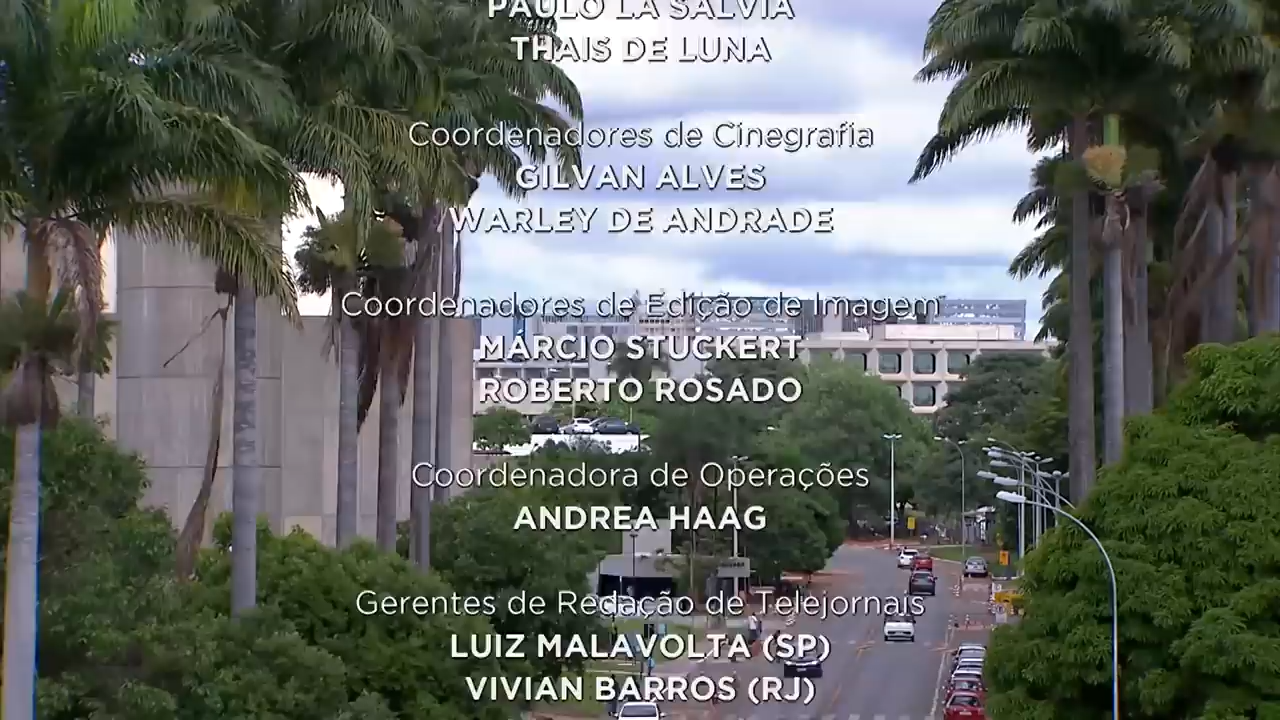 PAULO LA SALVIA
THAIS DE LUNA
Coordenadores de Cinegrafia
GILVAN ALVES
WARLEY DE ANDRADE
Coordenadores de Edição de Imagem
MÁRCIO STUCKERT
ROBERTO ROSADO
Coordenadora de Operações
ANDREA HAAG
Gerentes de Redação de Telejornais
LUIZ MALAVOLTA (SP)
VIVIAN BARROS (RJ)